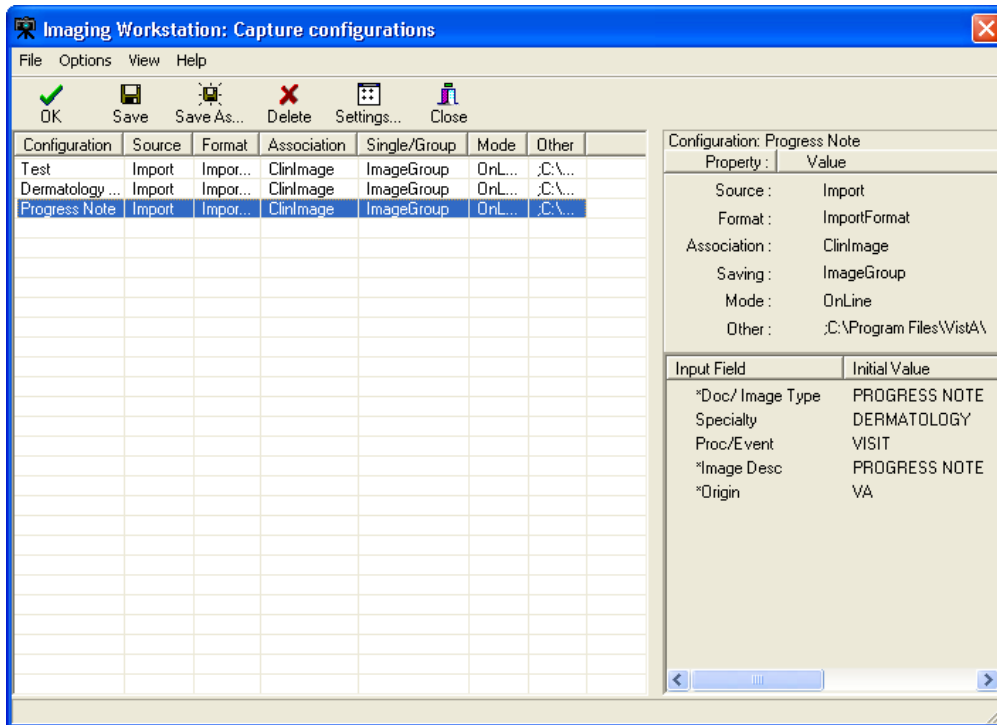 Imaging Workstation: Capture configurations
File Options View Help
OK Save Save As... Delete Settings... Close
Configuration Source Format Association Single/Group Mode Other
Test Import Impor... ClinImage ImageGroup OnL... ;C:\...
Dermatology ... Import Impor... ClinImage ImageGroup OnL... ;C:\...
Progress Note Import Impor... ClinImage ImageGroup OnL... ;C:\...
Configuration: Progress Note
Property : Value
Source : Import
Format : ImportFormat
Association : ClinImage
Saving : ImageGroup
Mode : OnLine
Other : ;C:\Program Files\VistA\
Input Field Initial Value
*Doc/ Image Type PROGRESS NOTE
Specialty DERMATOLOGY
Proc/Event VISIT
*Image Desc PROGRESS NOTE
*Origin VA